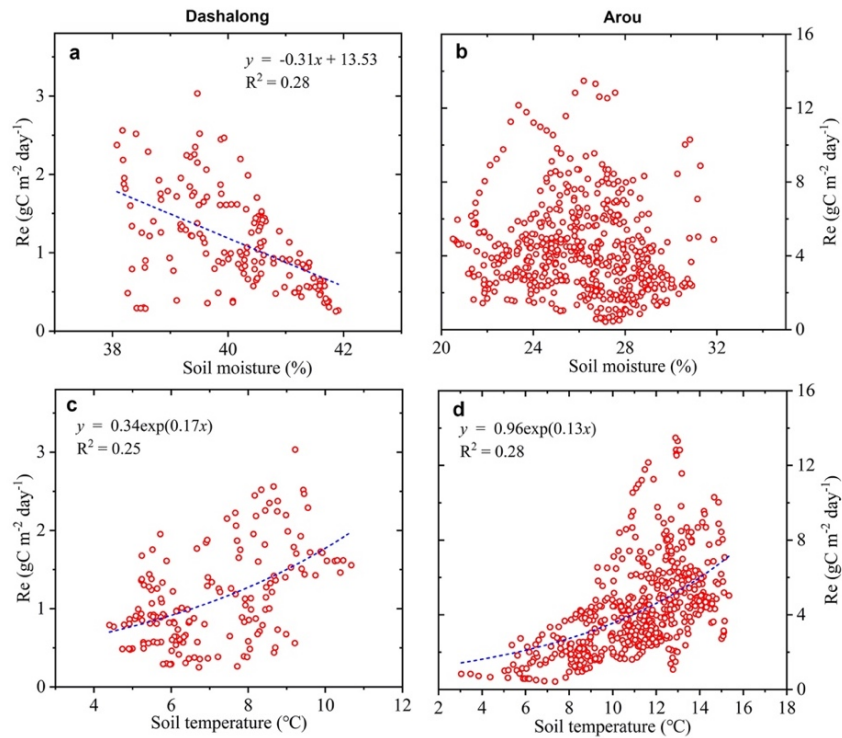 Dashalong
Arou
a
y = -0.31x + 13.53
R² = 0.28
Re (gC m⁻² day⁻¹)
3
2
1
0
38
40
42
Soil moisture (%)
b
16
12
8
4
0
Re (gC m⁻² day⁻¹)
20
24
28
32
Soil moisture (%)
c
y = 0.34exp(0.17x)
R² = 0.25
Re (gC m⁻² day⁻¹)
3
2
1
0
4
6
8
10
12
Soil temperature (℃)
d
y = 0.96exp(0.13x)
R² = 0.28
16
12
8
4
0
Re (gC m⁻² day⁻¹)
2
4
6
8
10
12
14
16
18
Soil temperature (℃)